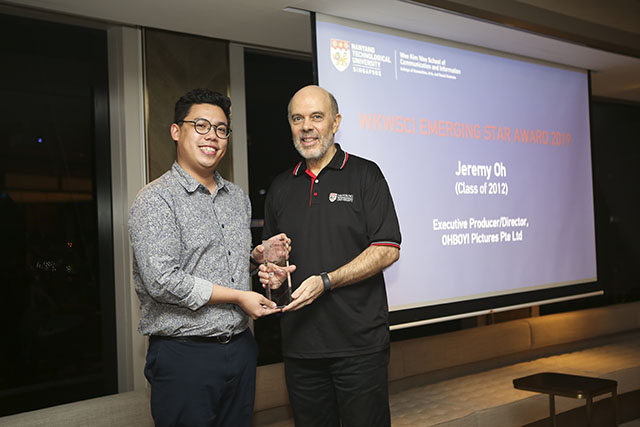 NANYANG
TECHNOLOGICAL
UNIVERSITY
SINGAPORE
Wee Kim Wee School of
Communication and Information
WKWSCI EMERGING STAR AWARD 2019
Jeremy Oh
(Class of 2012)
Executive Producer/Director,
OHBOY! Pictures Pte Ltd